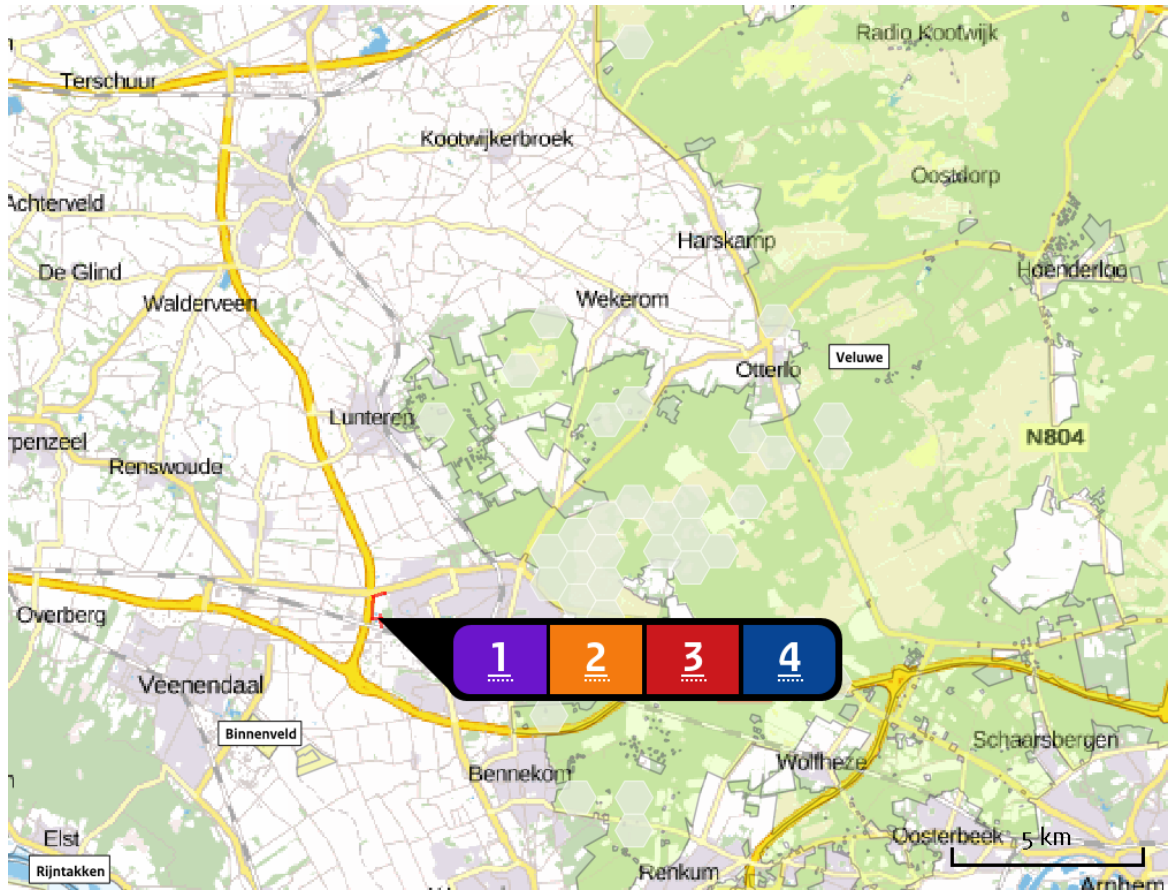 Radio Kootwijk
Terschuur
Kootwijkerbroek
Oostdorp
Achterveld
Harskamp
De Glind
Hoenderloo
Walderveen
Wekerom
Veluwe
Otterlo
Lunteren
rpenzeel
N804
Renswoude
Overberg
1 2 3 4
Veenendaal
Binnenveld
Schaarsbergen
Wolfheze
Bennekom
Elst
Oosterbeek
5 km
Rijntakken
Renkum
Arnhem